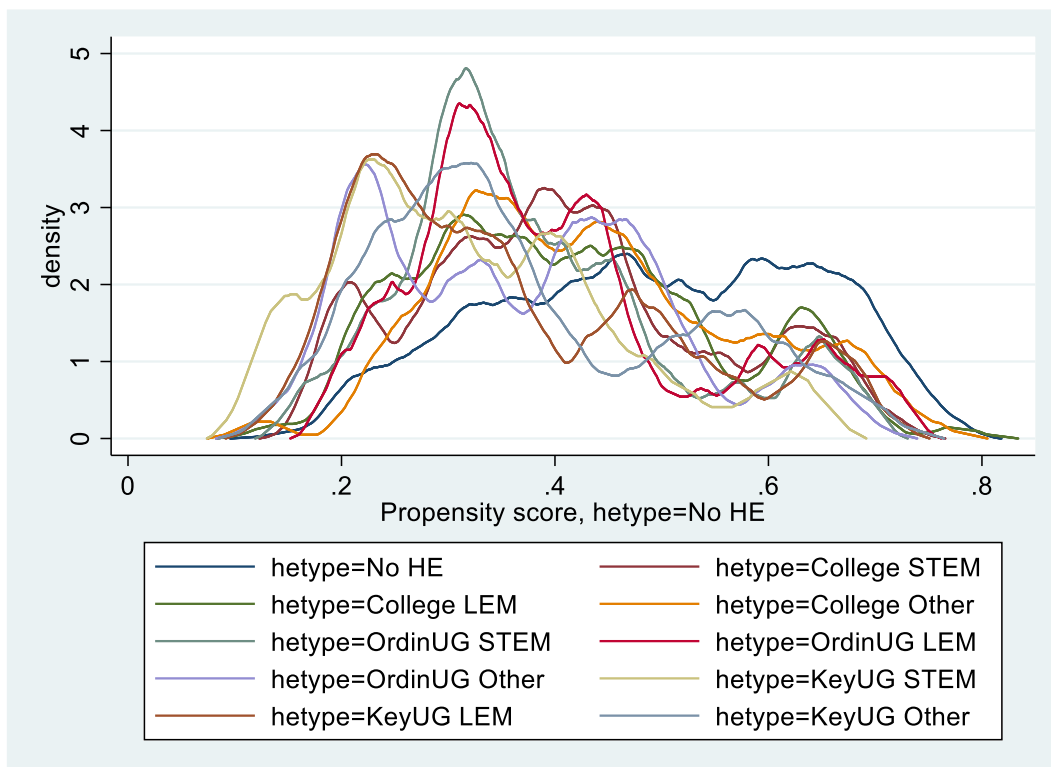 5
4
3
2
1
0
density
0 .2 .4 .6 .8
Propensity score, hetype=No HE
hetype=No HE hetype=College STEM
hetype=College LEM hetype=College Other
hetype=OrdinUG STEM hetype=OrdinUG LEM
hetype=OrdinUG Other hetype=KeyUG STEM
hetype=KeyUG LEM hetype=KeyUG Other